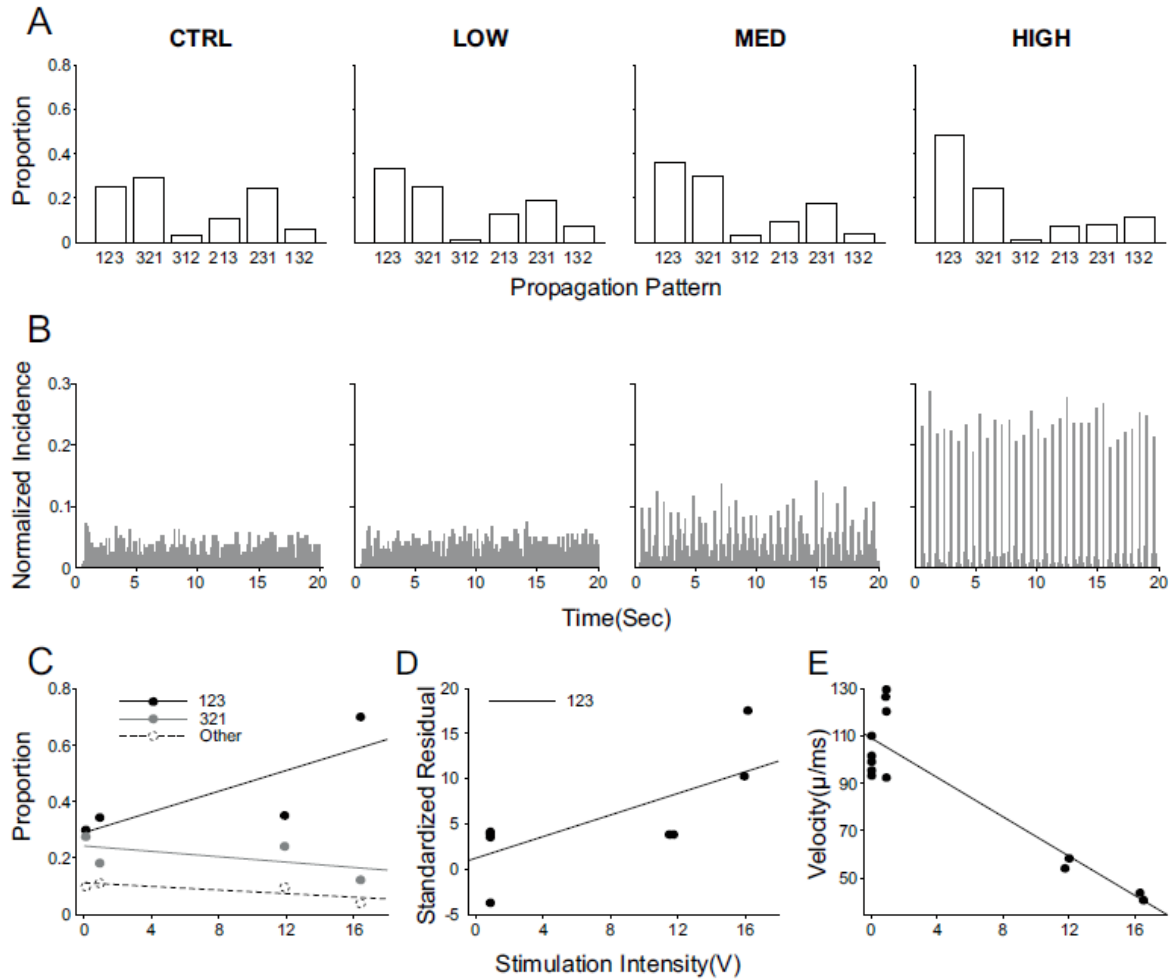 A
CTRL LOW MED HIGH
Proportion
0.8
0.6
0.4
0.2
0
123 321 312 213 231 132
123 321 312 213 231 132
123 321 312 213 231 132
123 321 312 213 231 132
Propagation Pattern
B
Normalized Incidence
0.3
0.2
0.1
0
0 5 10 15 20
0 5 10 15 20
0 5 10 15 20
0 5 10 15 20
Time(Sec)
C
Proportion
0.8
0.6
0.4
0.2
0
123
321
Other
0 4 8 12 16
D
Standardized Residual
20
15
10
5
0
-5
123
0 4 8 12 16
E
Velocity(μ/ms)
130
110
90
70
50
0 4 8 12 16
Stimulation Intensity(V)